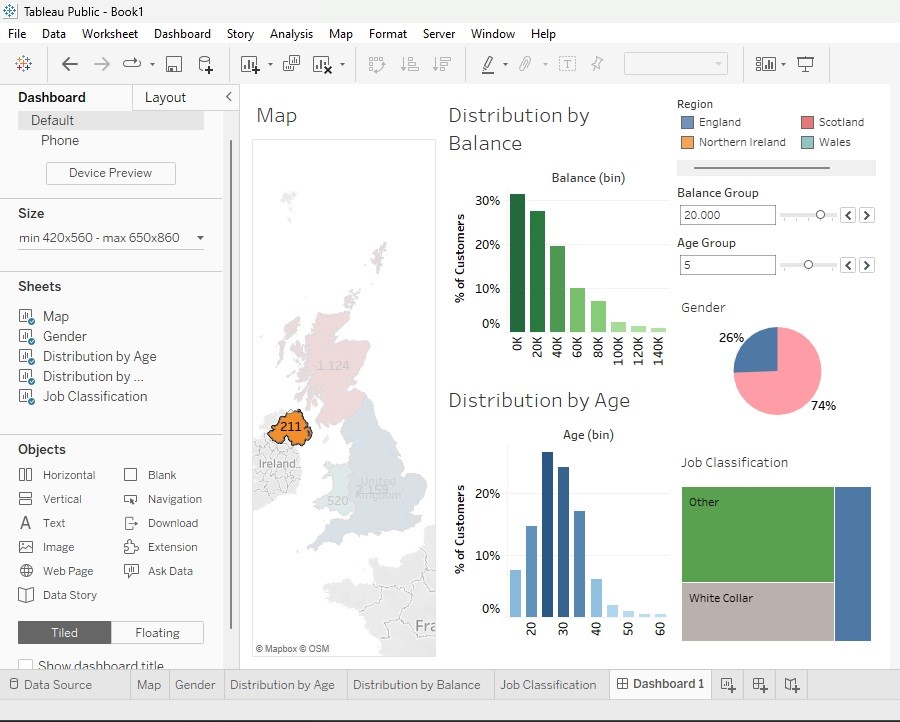 Tableau Public - Book1
File Data Worksheet Dashboard Story Analysis Map Format Server Window Help
Dashboard Layout
Default
Phone
Device Preview
Size
min 420x560 - max 650x860
Sheets
Map
Gender
Distribution by Age
Distribution by ...
Job Classification
Objects
Horizontal Blank
Vertical Navigation
Text Download
Image Extension
Web Page Ask Data
Data Story
Tiled Floating
Show dashboard title
Map
1.124
211
Ireland
United
Kingdom
520
Fra
© Mapbox © OSM
Distribution by
Balance
Balance (bin)
% of Customers
30%
20%
10%
0%
0K 20K 40K 60K 80K 100K 120K 140K
Distribution by Age
Age (bin)
% of Customers
20%
10%
0%
20 30 40 50 60
Region
England Scotland
Northern Ireland Wales
Balance Group
20.000
Age Group
5
Gender
26%
74%
Job Classification
Other
White Collar
Data Source Map Gender Distribution by Age Distribution by Balance Job Classification Dashboard 1